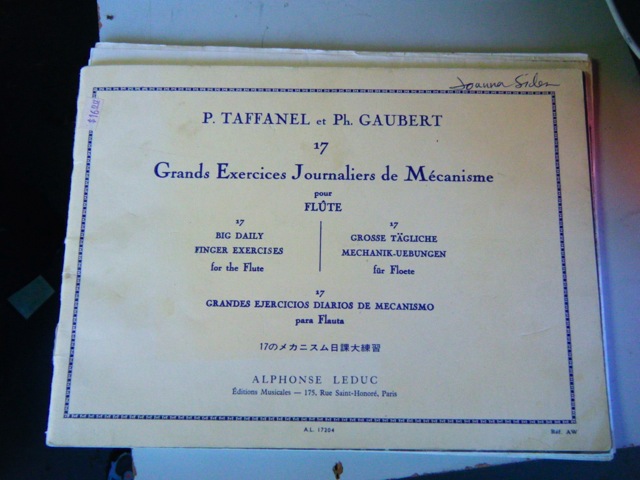 Joanna Siden
P. TAFFANEL et Ph. GAUBERT
17
Grands Exercices Journaliers de Mécanisme
pour
FLÛTE
17
BIG DAILY
FINGER EXERCISES
for the Flute
17
GROSSE TÄGLICHE
MECHANIK-UEBUNGEN
für Floete
17
GRANDES EJERCICIOS DIARIOS DE MECANISMO
para Flauta
17のメカニスム日課大練習
ALPHONSE LEDUC
Éditions Musicales — 175, Rue Saint-Honoré, Paris
A.L. 17204
Réf. AW